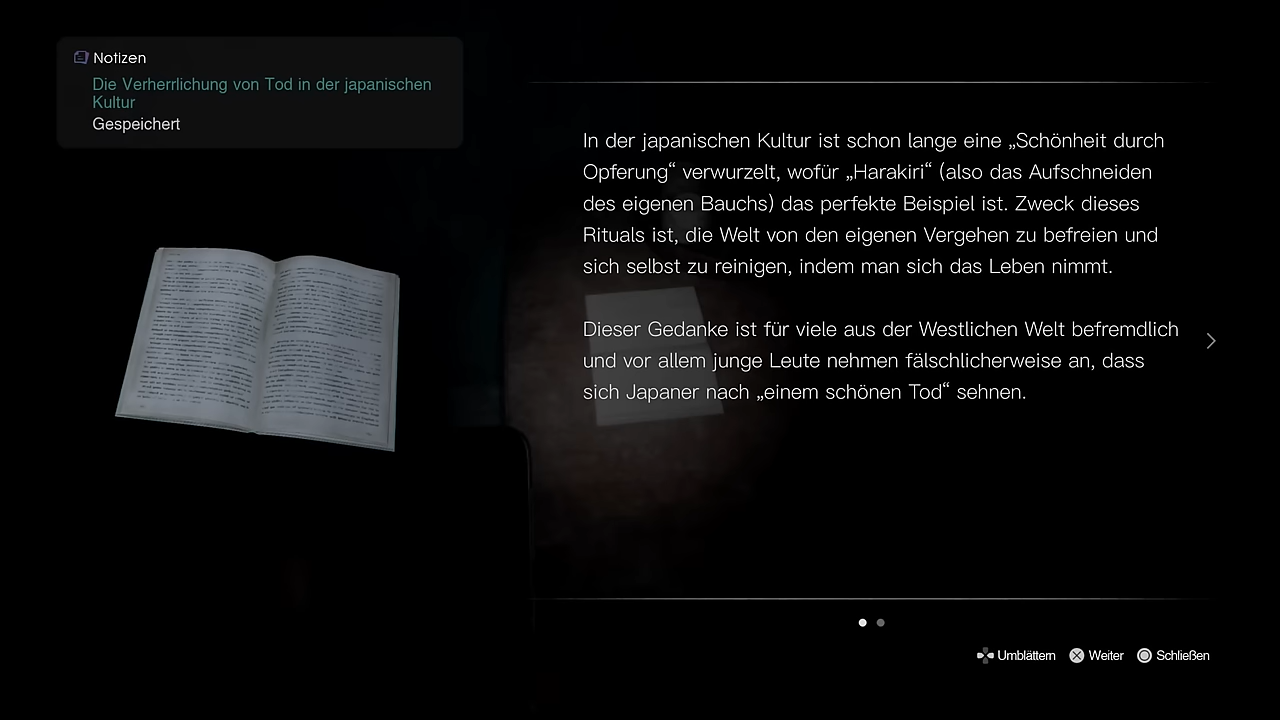 Notizen
Die Verherrlichung von Tod in der japanischen
Kultur
Gespeichert
In der japanischen Kultur ist schon lange eine „Schönheit durch
Opferung“ verwurzelt, wofür „Harakiri“ (also das Aufschneiden
des eigenen Bauchs) das perfekte Beispiel ist. Zweck dieses
Rituals ist, die Welt von den eigenen Vergehen zu befreien und
sich selbst zu reinigen, indem man sich das Leben nimmt.
Dieser Gedanke ist für viele aus der Westlichen Welt befremdlich
und vor allem junge Leute nehmen fälschlicherweise an, dass
sich Japaner nach „einem schönen Tod“ sehnen.
Umblättern Weiter Schließen